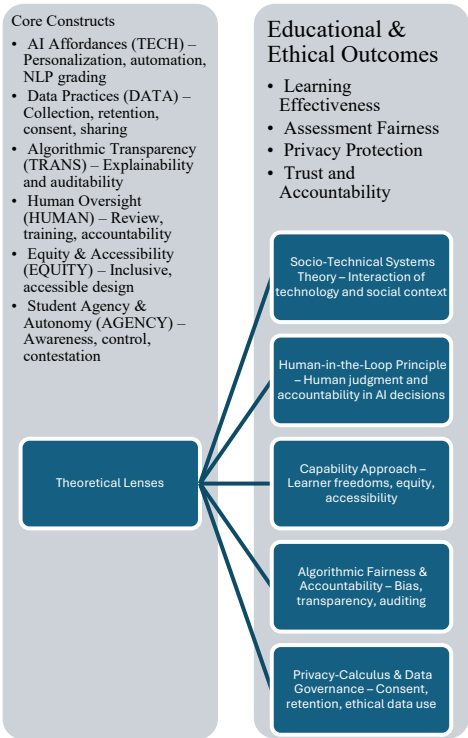 Core Constructs
• AI Affordances (TECH) –
Personalization, automation,
NLP grading
• Data Practices (DATA) –
Collection, retention,
consent, sharing
• Algorithmic Transparency
(TRANS) – Explainability
and auditability
• Human Oversight
(HUMAN) – Review,
training, accountability
• Equity & Accessibility
(EQUITY) – Inclusive,
accessible design
• Student Agency &
Autonomy (AGENCY) –
Awareness, control,
contestation
Theoretical Lenses
Educational &
Ethical Outcomes
• Learning
Effectiveness
• Assessment Fairness
• Privacy Protection
• Trust and
Accountability
Socio-Technical Systems
Theory – Interaction of
technology and social context
Human-in-the-Loop Principle
– Human judgment and
accountability in AI decisions
Capability Approach –
Learner freedoms, equity,
accessibility
Algorithmic Fairness &
Accountability – Bias,
transparency, auditing
Privacy-Calculus & Data
Governance – Consent,
retention, ethical data use